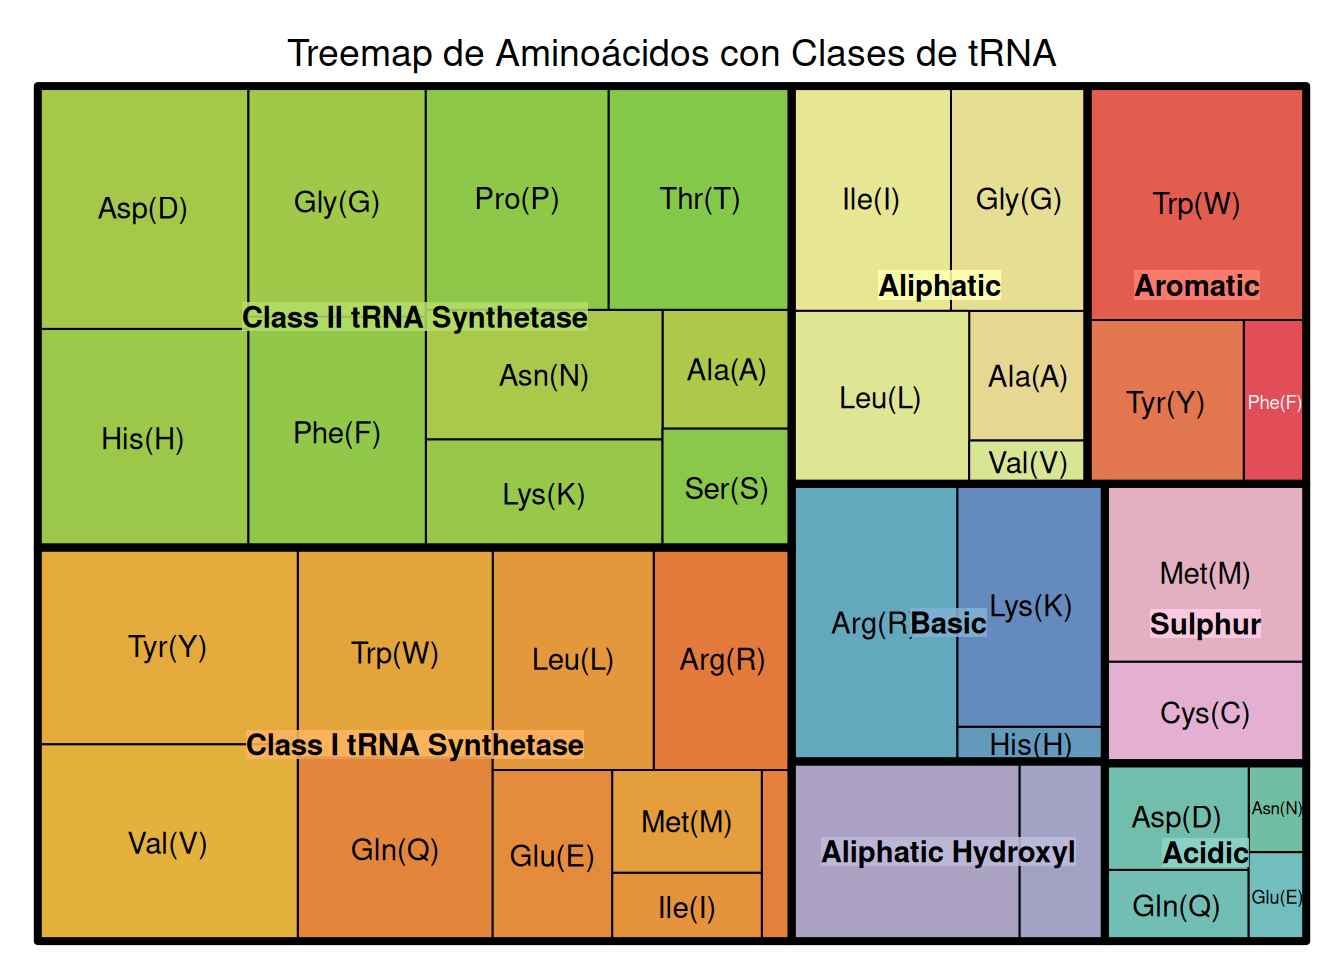 Treemap de Aminoácidos con Clases de tRNA
Asp(D)
Gly(G)
Pro(P)
Thr(T)
Class II tRNA Synthetase
His(H)
Phe(F)
Asn(N)
Ala(A)
Lys(K)
Ser(S)
Tyr(Y)
Trp(W)
Leu(L)
Arg(R)
Class I tRNA Synthetase
Val(V)
Gln(Q)
Glu(E)
Met(M)
Ile(I)
Ile(I)
Gly(G)
Aliphatic
Leu(L)
Ala(A)
Val(V)
Trp(W)
Aromatic
Tyr(Y)
Phe(F)
Arg(R)
Basic
Lys(K)
His(H)
Met(M)
Sulphur
Cys(C)
Aliphatic Hydroxyl
Asp(D)
Asn(N)
Acidic
Gln(Q)
Glu(E)